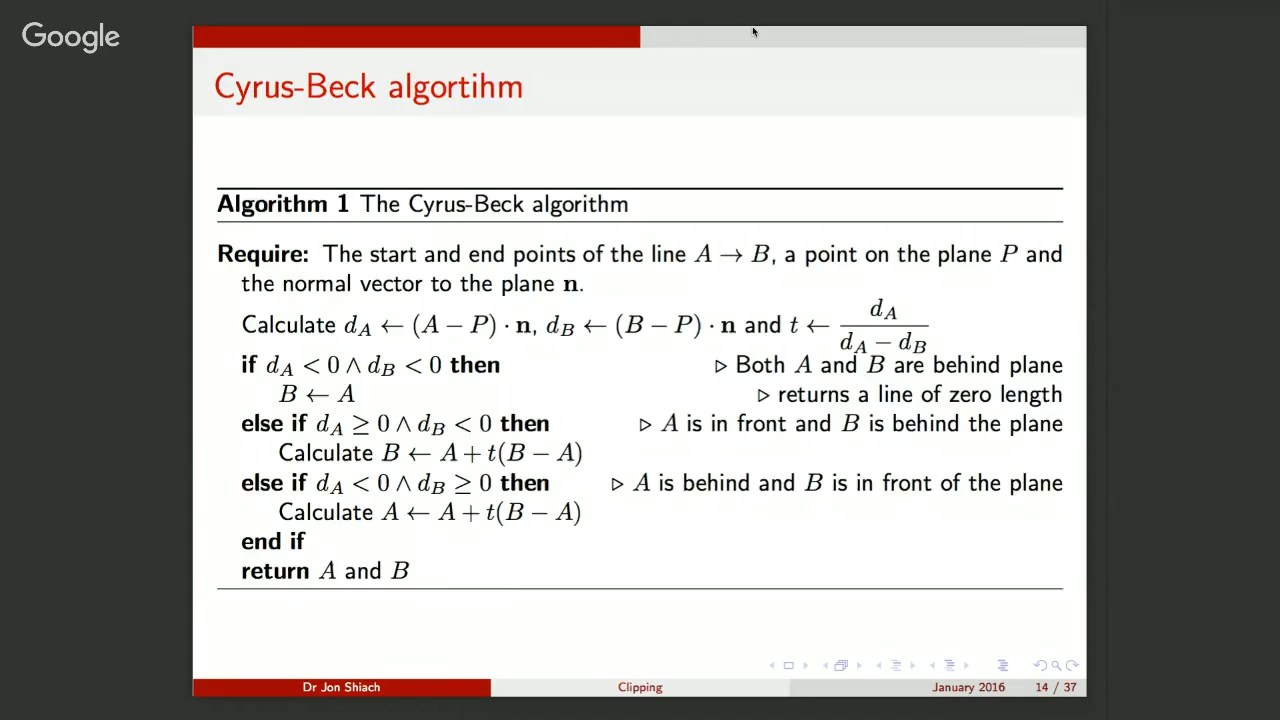 Google
Cyrus-Beck algortihm
Algorithm 1 The Cyrus-Beck algorithm
Require: The start and end points of the line A → B, a point on the plane P and
the normal vector to the plane n.
Calculate d_A ← (A − P) · n, d_B ← (B − P) · n and t ← d_A / (d_A − d_B)
if d_A < 0 ∧ d_B < 0 then ▷ Both A and B are behind plane
B ← A ▷ returns a line of zero length
else if d_A ≥ 0 ∧ d_B < 0 then ▷ A is in front and B is behind the plane
Calculate B ← A + t(B − A)
else if d_A < 0 ∧ d_B ≥ 0 then ▷ A is behind and B is in front of the plane
Calculate A ← A + t(B − A)
end if
return A and B
Dr Jon Shiach Clipping January 2016 14 / 37